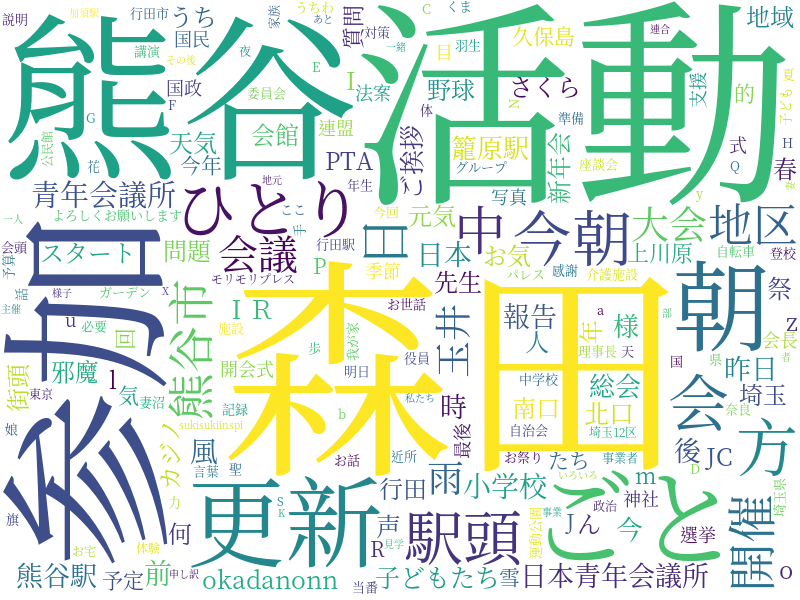 説明
行田市
加須駅
うち
家族
うちわ
あと
対策
C
くま
質問
一緒
連合
地域
熊谷
活動
国民
講演
その後
夜
E
I
法案
目
羽生
久保島
さくら
支援
的
夏
子ども
国政
F
委員会
会館
連盟
野球
体
N
準備
式
H
G
公民館
天気
今年
PTA
ご挨拶
籠原駅
新年会
座談会
Q
春
妻
花
青年会議所
地元
年生
グループ
写真
y
一人
よろしくお願いします
ひとり
ここ
手
今回
元気
中
今朝
大会
地区
会頭
予算
スタート
問題
会議
行田駅
P
日
日本
お気
上川原
自転車
登校
参加
話
様子
X
モリモリプレス
季節
先生
パレス
感謝
介護施設
朝
祭
主催
ガーデン
IR
お世話
森田
報告
年
様
a
Z
u
必要
回
施設
玉井
人
理事長
天
会長
者
部
邪魔
熊谷市
歩
我が家
役員
中学校
総会
国
県
昨日
街頭
l
気
開会式
明日
時
南口
北口
奈良
埼玉
東京
妻沼
記録
b
私たち
最後
自治会
埼玉12区
会
方
娘
カジノ
sukisukiinspi
言葉
聖
お話
近所
お祭り
事業者
たち
後
JC
風
力
更新
雨
小学校
いろいろ
D
m
埼玉県
旗
何
SK
行田
声
駅頭
ごと
政治
神社
開催
お宅
体験
R
見学
運動公園
Jん
事業
今
選挙
熊谷駅
予定
前
申し訳
okadanonn
当番
子どもたち
雪
日本青年会議所
o